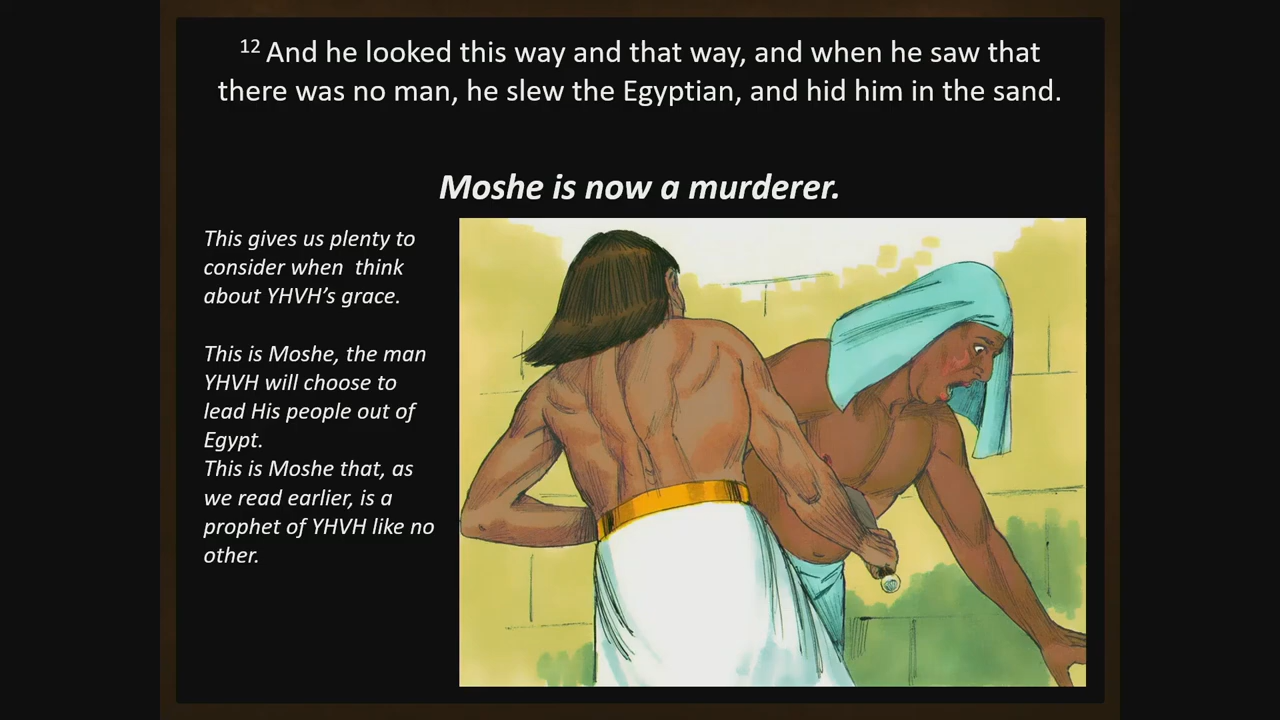 12 And he looked this way and that way, and when he saw that
there was no man, he slew the Egyptian, and hid him in the sand.
Moshe is now a murderer.
This gives us plenty to
consider when  think
about YHVH’s grace.
This is Moshe, the man
YHVH will choose to
lead His people out of
Egypt.
This is Moshe that, as
we read earlier, is a
prophet of YHVH like no
other.